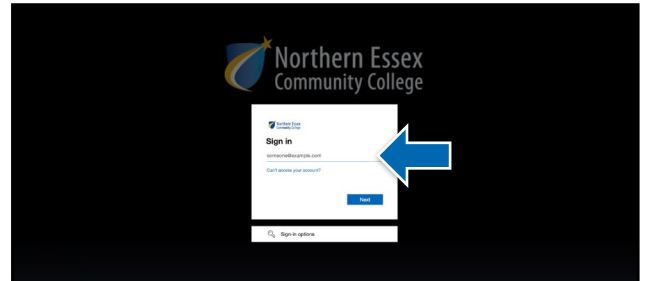 Northern Essex
Community College
Northern Essex
Community College
Sign in
someone@example.com
Can't access your account?
Next
Sign-in options